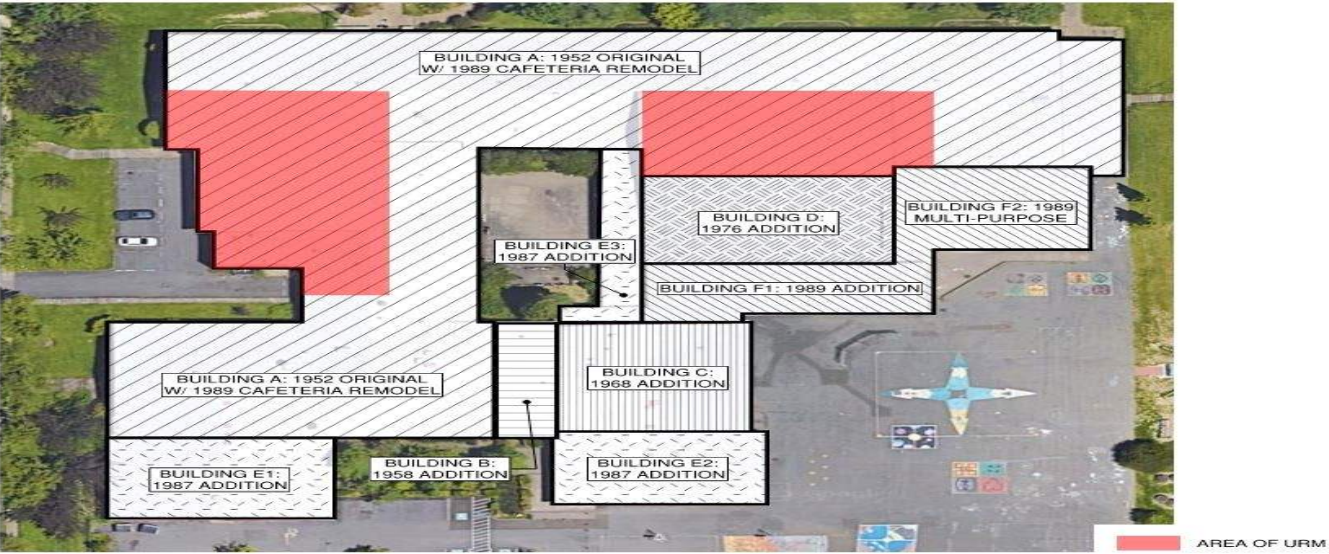 BUILDING A: 1952 ORIGINAL
W/ 1989 CAFETERIA REMODEL
BUILDING F2: 1989
MULTI-PURPOSE
BUILDING D:
1976 ADDITION
BUILDING E3:
1987 ADDITION
BUILDING F1: 1989 ADDITION
BUILDING A: 1952 ORIGINAL
W/ 1989 CAFETERIA REMODEL
BUILDING C:
1968 ADDITION
BUILDING E1:
1987 ADDITION
BUILDING B:
1958 ADDITION
BUILDING E2:
1987 ADDITION
AREA OF URM